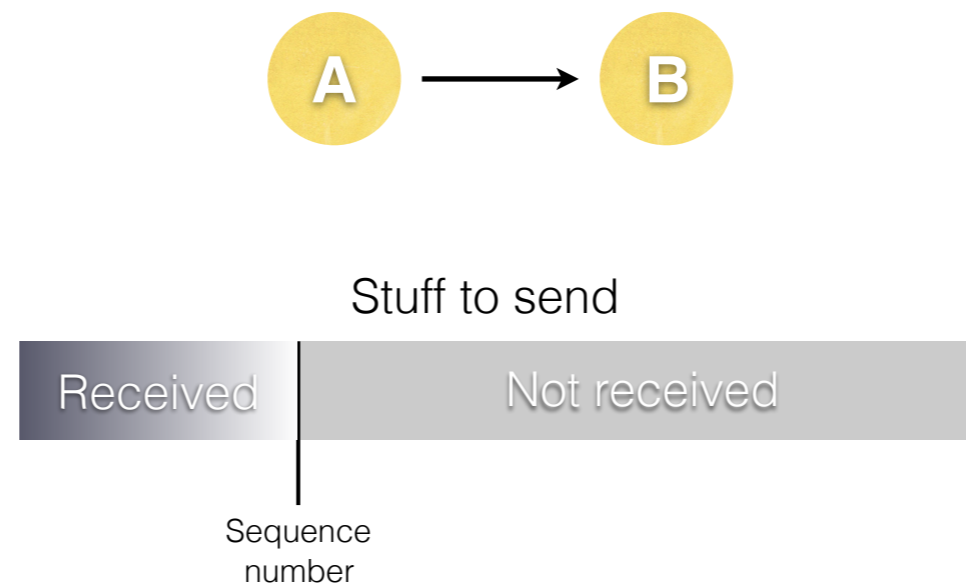 A
B
Stuff to send
Received
Not received
Sequence
number